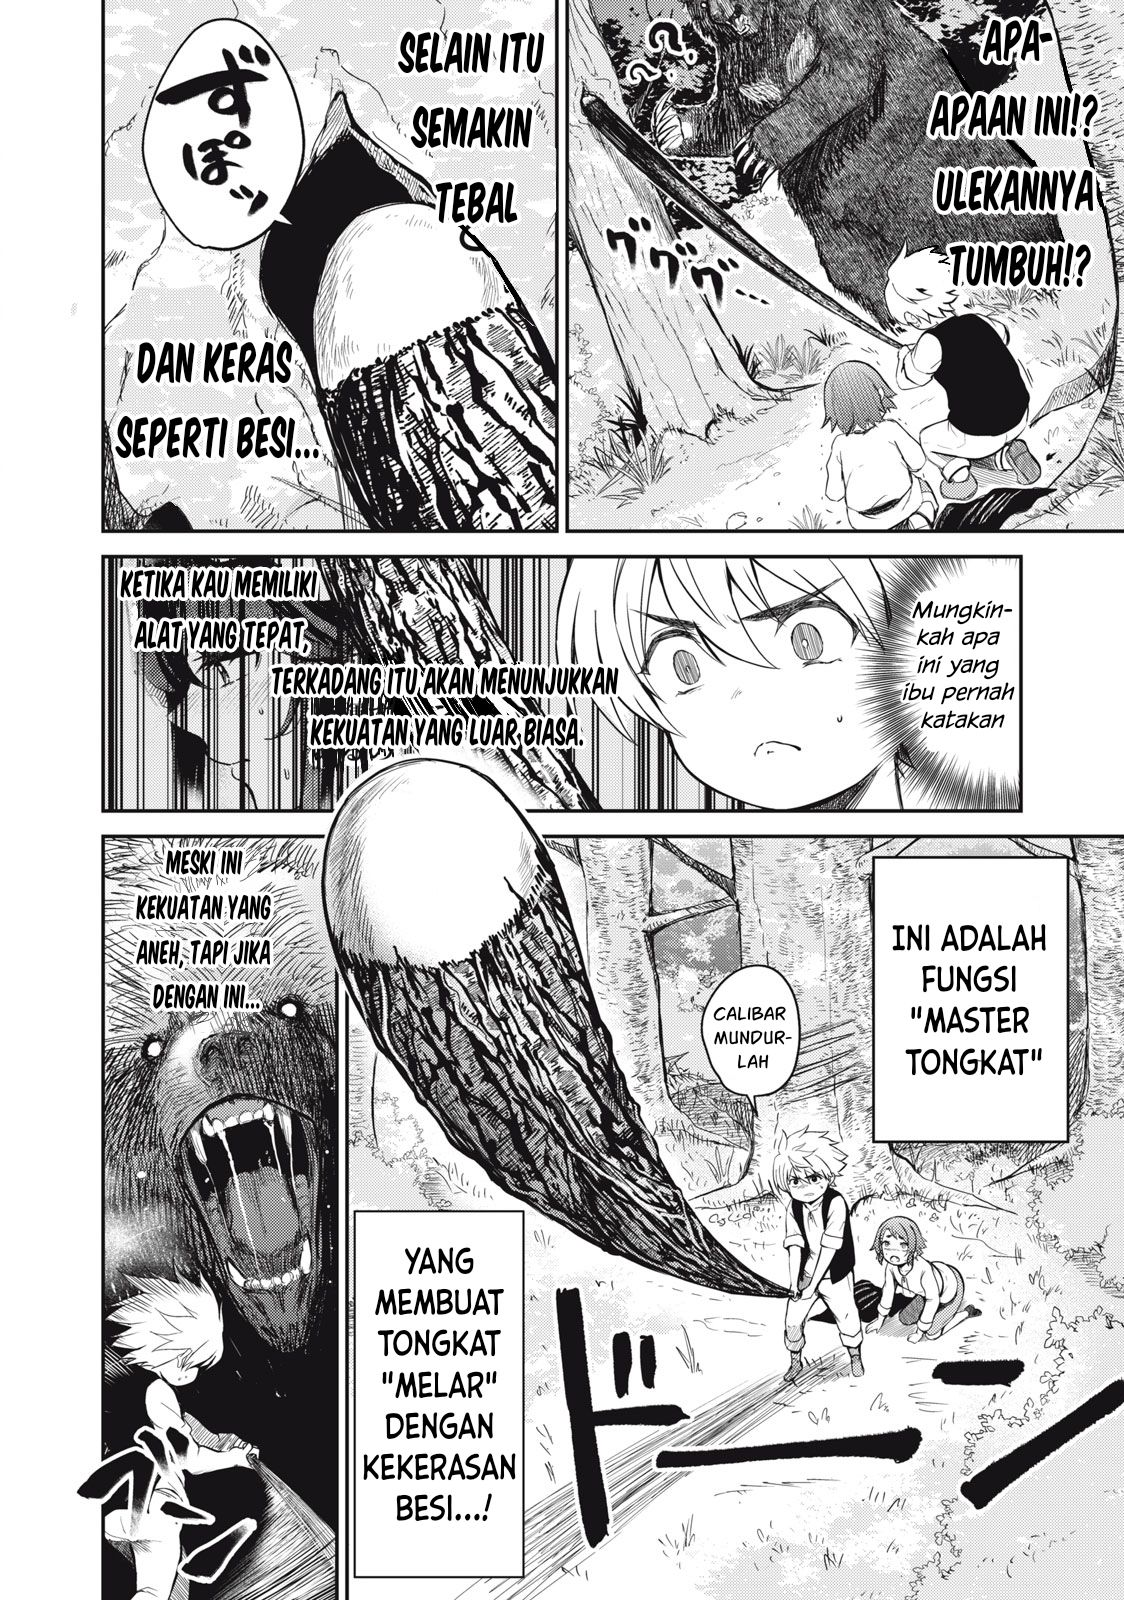 APA-
APAAN INI!?
ULEKANNYA
TUMBUH!?
?
?
グググ…
SELAIN ITU
SEMAKIN
TEBAL
ずぽッ
DAN KERAS
SEPERTI BESI...
Mungkin-
kah apa
ini yang
ibu pernah
katakan
KETIKA KAU MEMILIKI
ALAT YANG TEPAT,
TERKADANG ITU AKAN MENUNJUKKAN
KEKUATAN YANG LUAR BIASA.
INI ADALAH
FUNGSI
"MASTER
TONGKAT"
CALIBAR
MUNDUR-
LAH
ドーン
YANG
MEMBUAT
TONGKAT
"MELAR"
DENGAN
KEKERASAN
BESI...!
MESKI INI
KEKUATAN YANG
ANEH, TAPI JIKA
DENGAN INI...